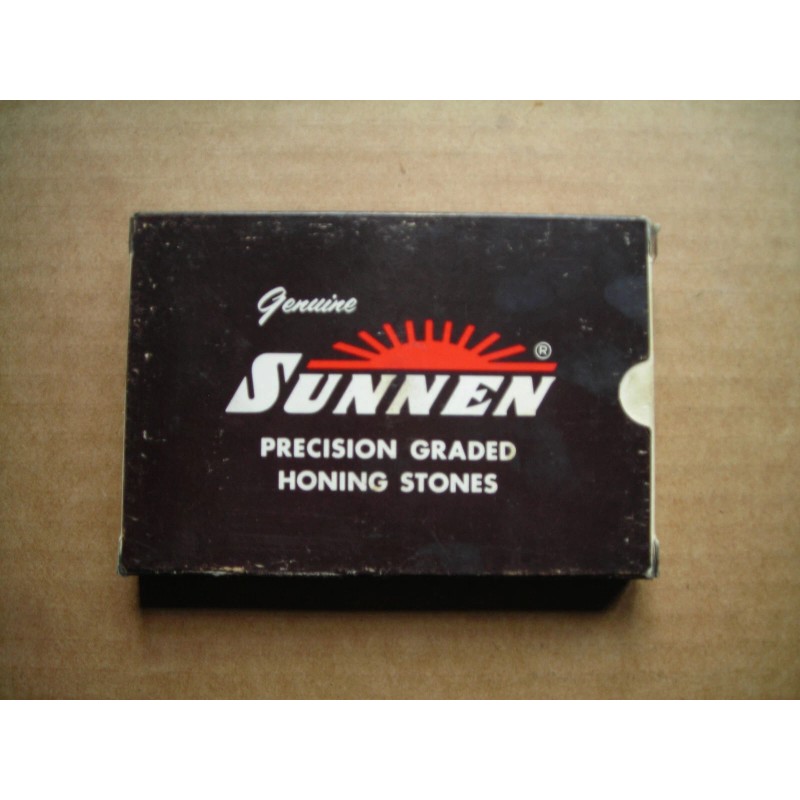 Genuine
SUNNEN®
PRECISION GRADED
HONING STONES